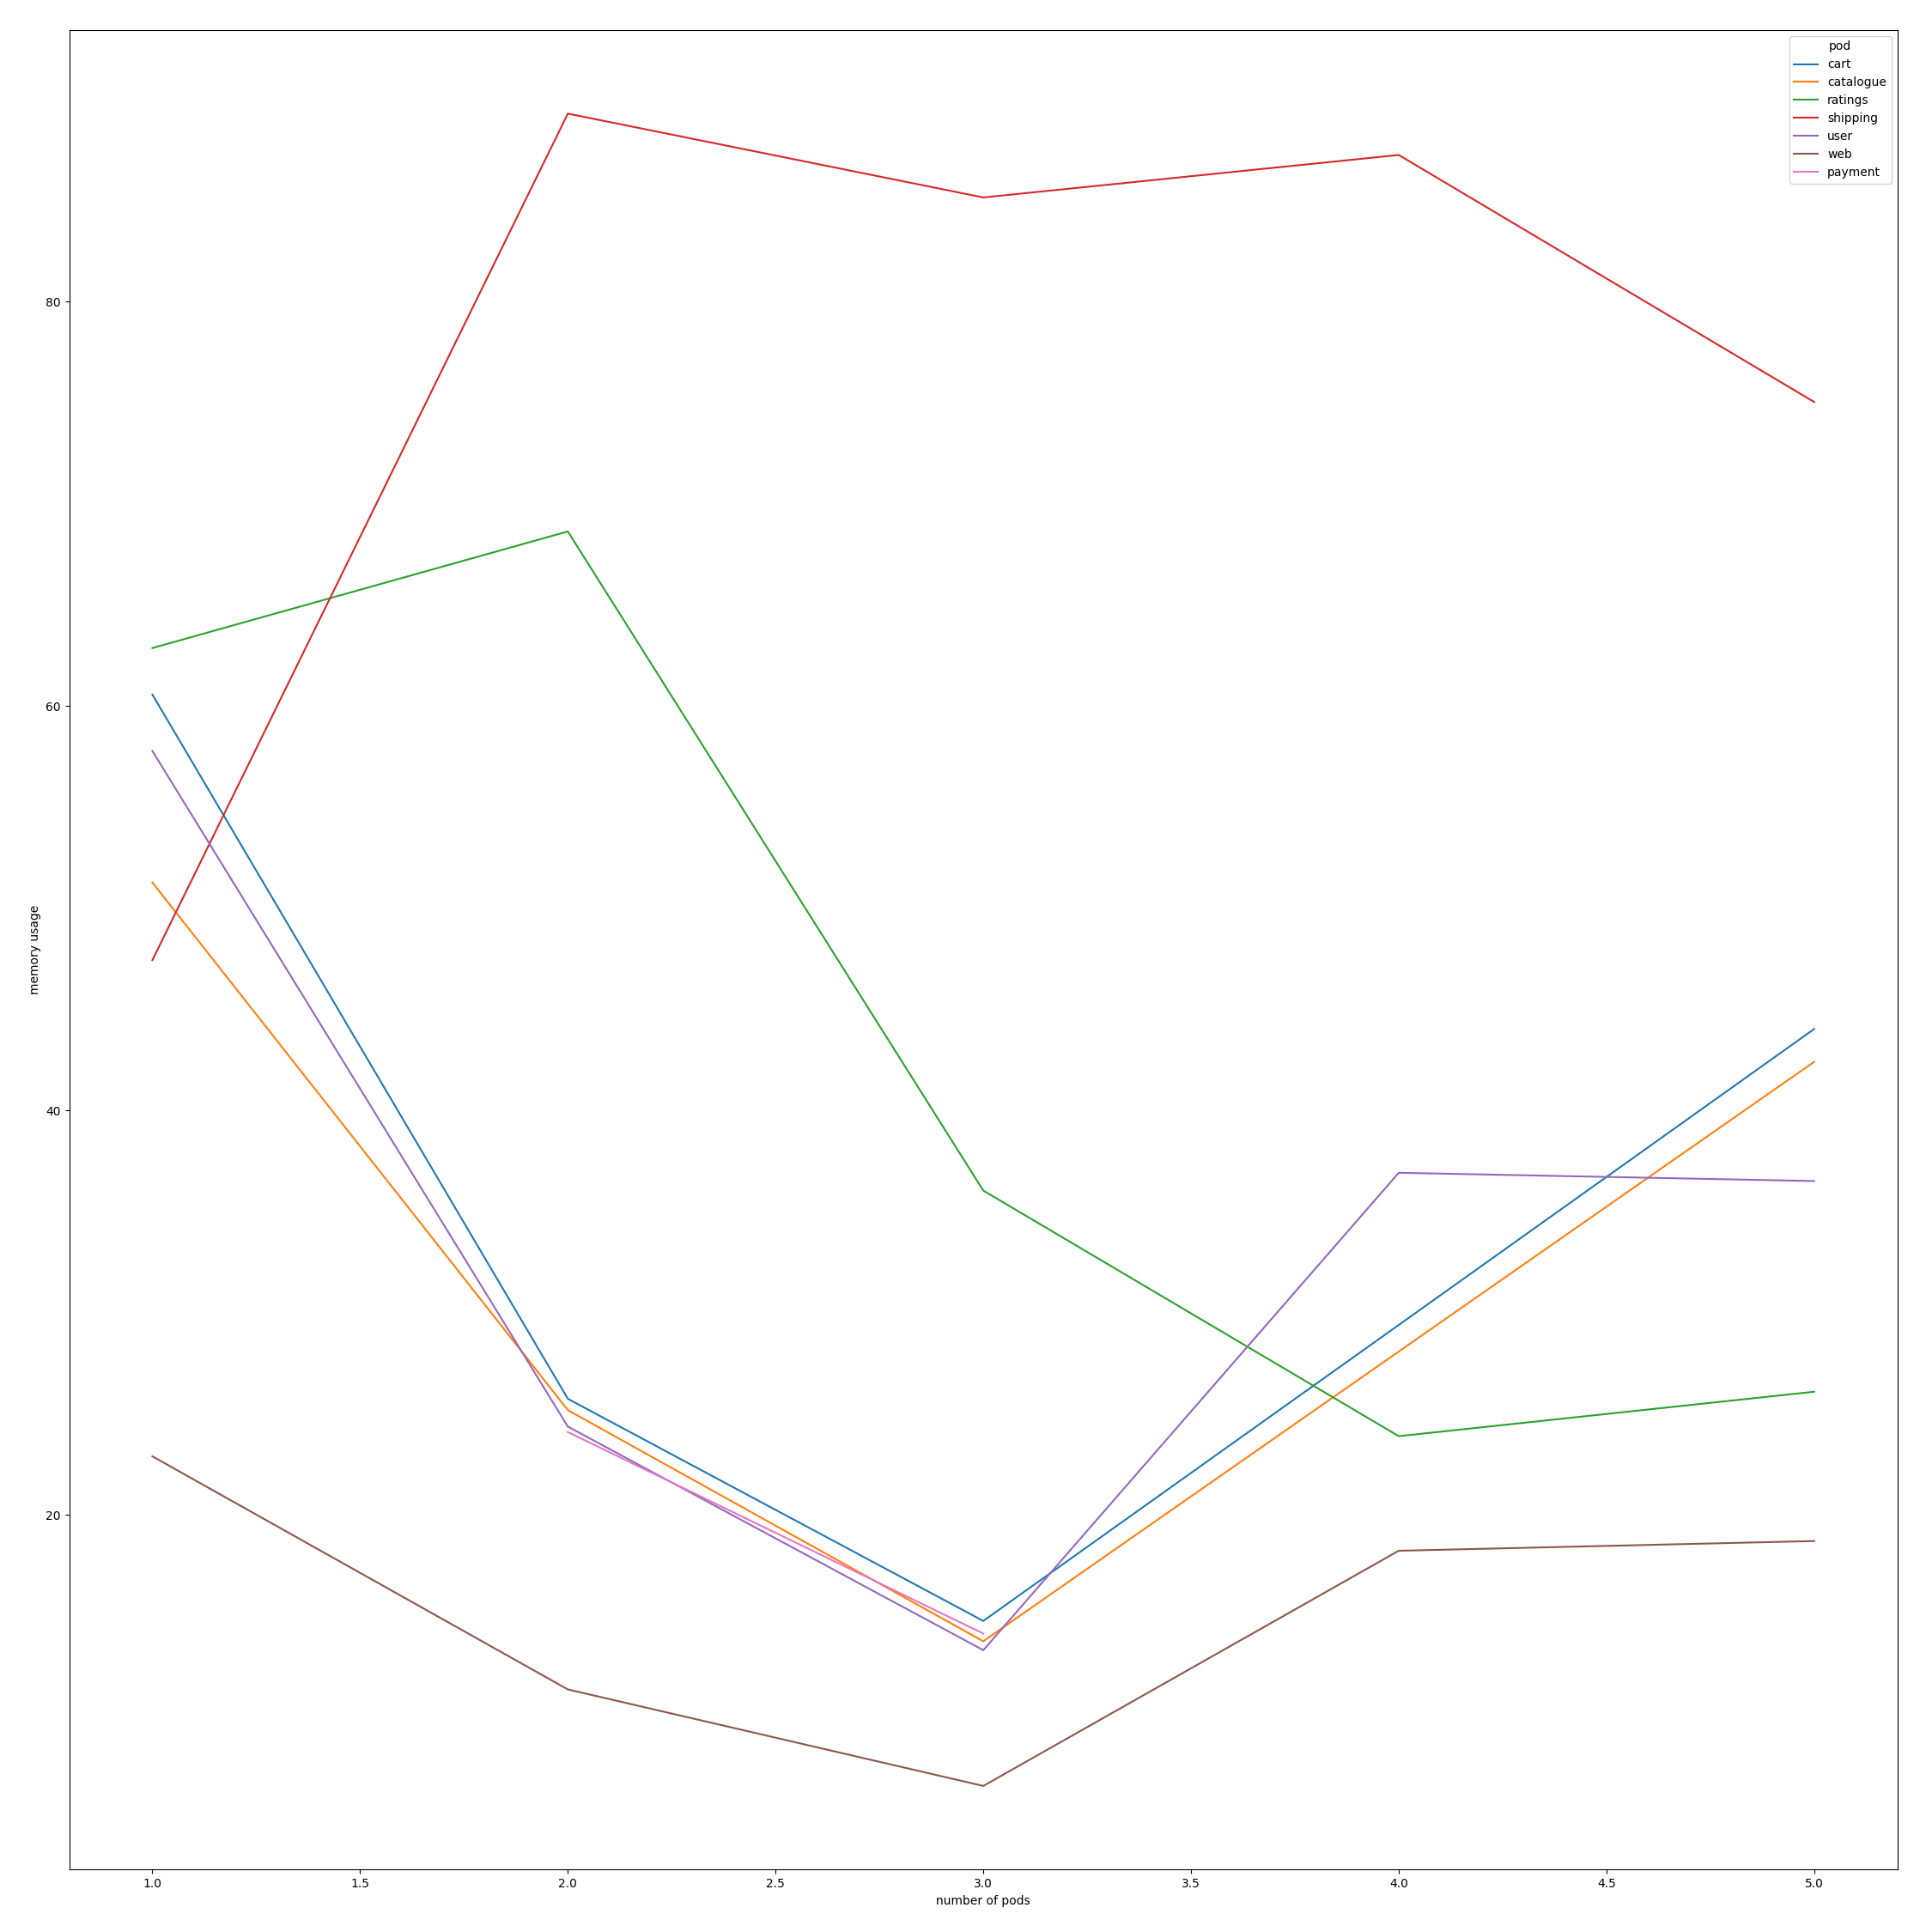 pod
cart
catalogue
ratings
shipping
user
web
payment
80
60
40
20
memory usage
1.0 1.5 2.0 2.5 3.0 3.5 4.0 4.5 5.0
number of pods